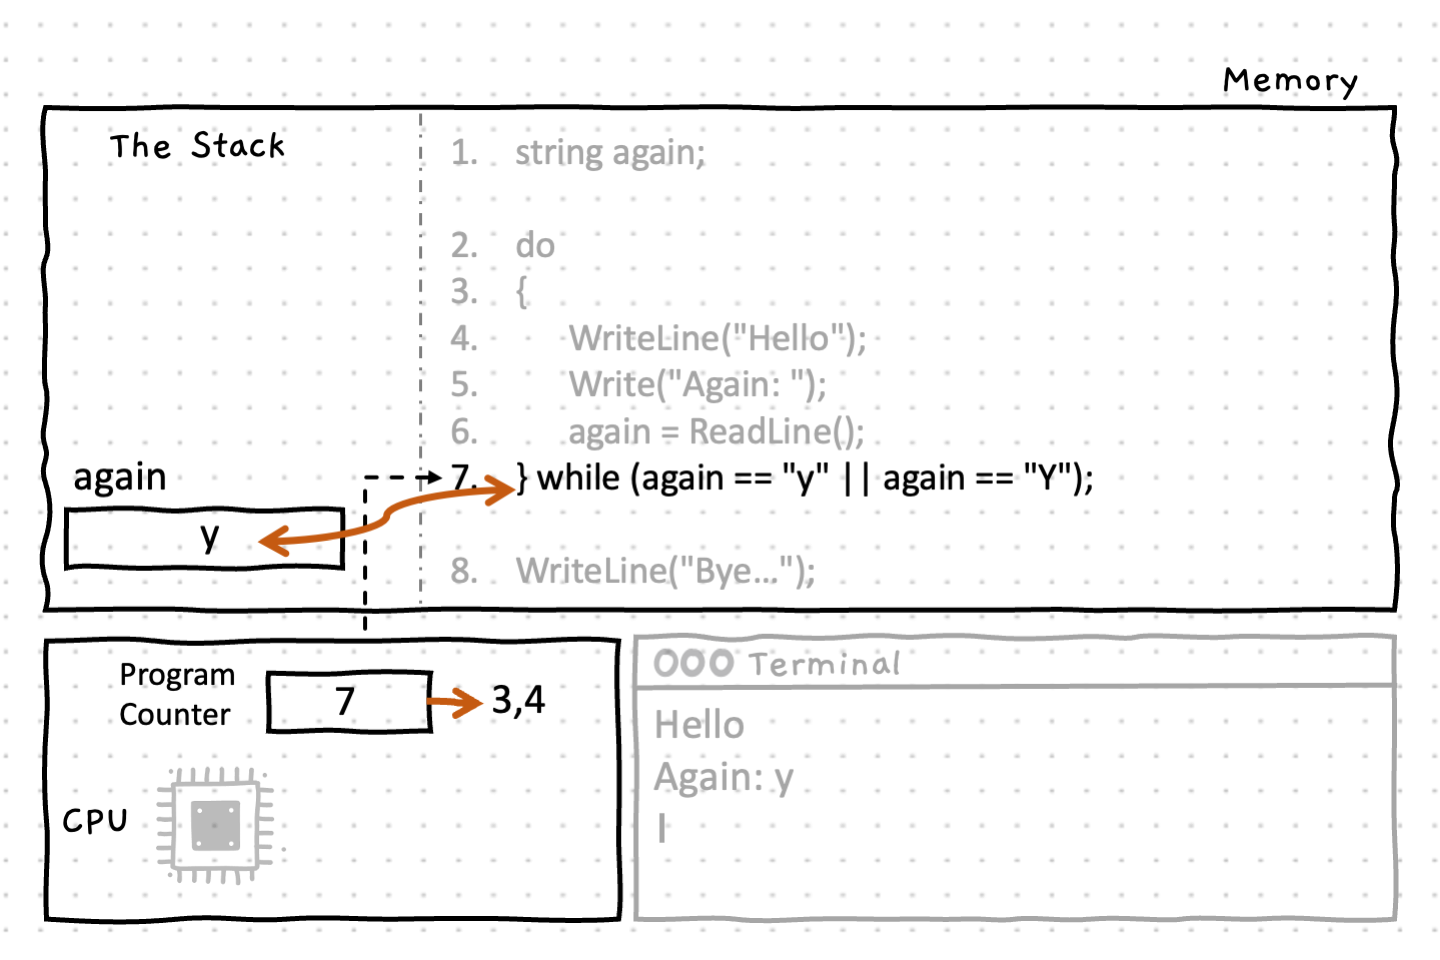 Memory
The Stack
1. string again;
2. do
3. {
4. WriteLine("Hello");
5. Write("Again: ");
6. again = ReadLine();
again
7. } while (again == "y" || again == "Y");
y
8. WriteLine("Bye...");
Program
Counter
7
3,4
CPU
Terminal
Hello
Again: y